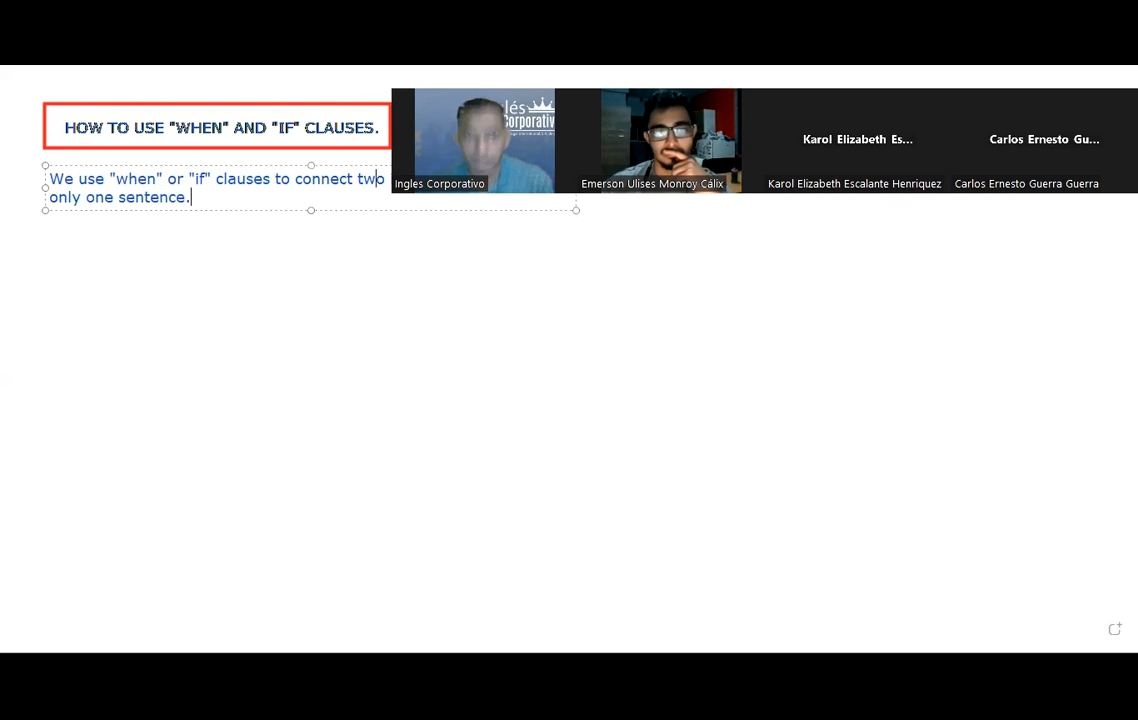 HOW TO USE "WHEN" AND "IF" CLAUSES.
We use "when" or "if" clauses to connect two
only one sentence.
lés
Corporativ
Ingles Corporativo
Emerson Ulises Monroy Cálix
Karol Elizabeth Es...
Karol Elizabeth Escalante Henriquez
Carlos Ernesto Gu...
Carlos Ernesto Guerra Guerra